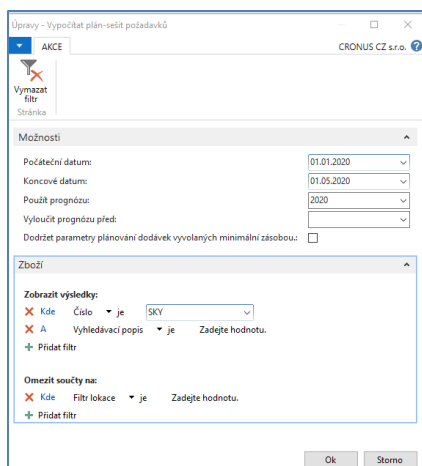 Úpravy - Vypočítat plán-sešit požadavků
AKCE
CRONUS CZ s.r.o.
Vymazat
filtr
Stránka
Možnosti
Počáteční datum: 01.01.2020
Koncové datum: 01.05.2020
Použít prognózu: 2020
Vyloučit prognózu před:
Dodržet parametry plánování dodávek vyvolaných minimální zásobou.:
Zboží
Zobrazit výsledky:
Kde Číslo je SKY
A Vyhledávací popis je Zadejte hodnotu.
Přidat filtr
Omezit součty na:
Kde Filtr lokace je Zadejte hodnotu.
Přidat filtr
Ok Storno